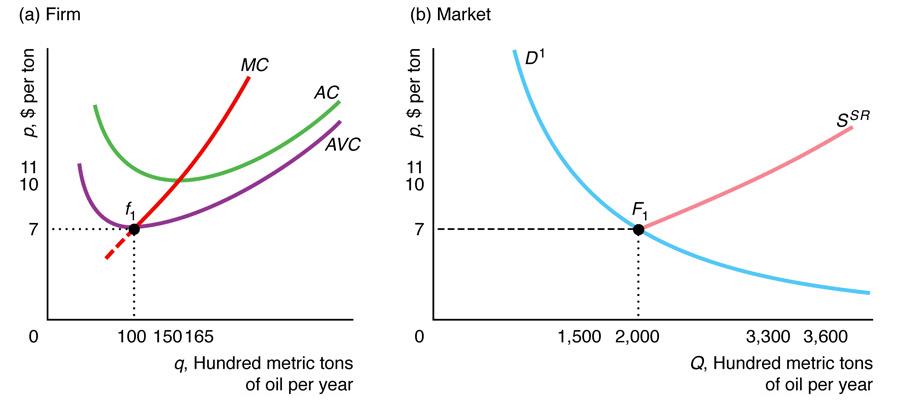 (a) Firm
p, $ per ton
MC
AC
AVC
11
10
f1
7
0
100 150 165
q, Hundred metric tons
of oil per year
(b) Market
p, $ per ton
D¹
S^SR
11
10
F1
7
0
1,500 2,000 3,300 3,600
Q, Hundred metric tons
of oil per year